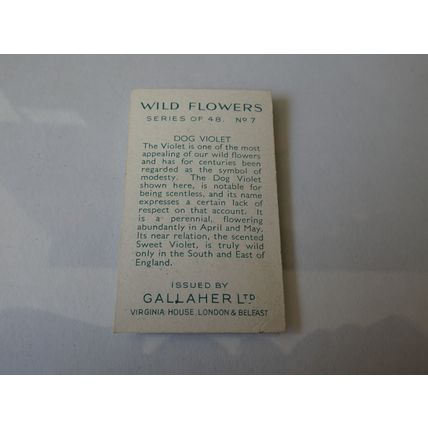 WILD FLOWERS
SERIES OF 48. Nº 7
DOG VIOLET
The Violet is one of the most
appealing of our wild flowers
and has for centuries been
regarded as the symbol of
modesty. The Dog Violet
shown here, is notable for
being scentless, and its name
expresses a certain lack of
respect on that account. It
is a perennial, flowering
abundantly in April and May.
Its near relation, the scented
Sweet Violet, is truly wild
only in the South and East of
England.
ISSUED BY
GALLAHER LTD
VIRGINIA HOUSE, LONDON & BELFAST